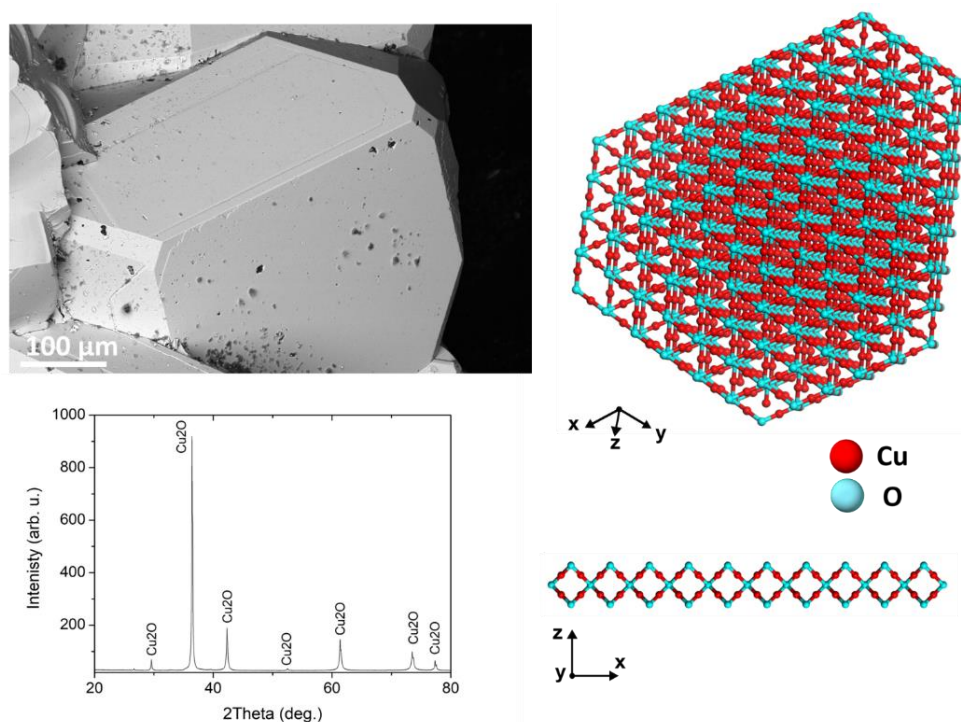 100 µm
x
z
y
Cu
O
1000
800
600
400
200
Intenisty (arb. u.)
Cu2O
Cu2O
Cu2O
Cu2O
Cu2O
Cu2O
Cu2O
20
40
60
80
2Theta (deg.)
z
y
x